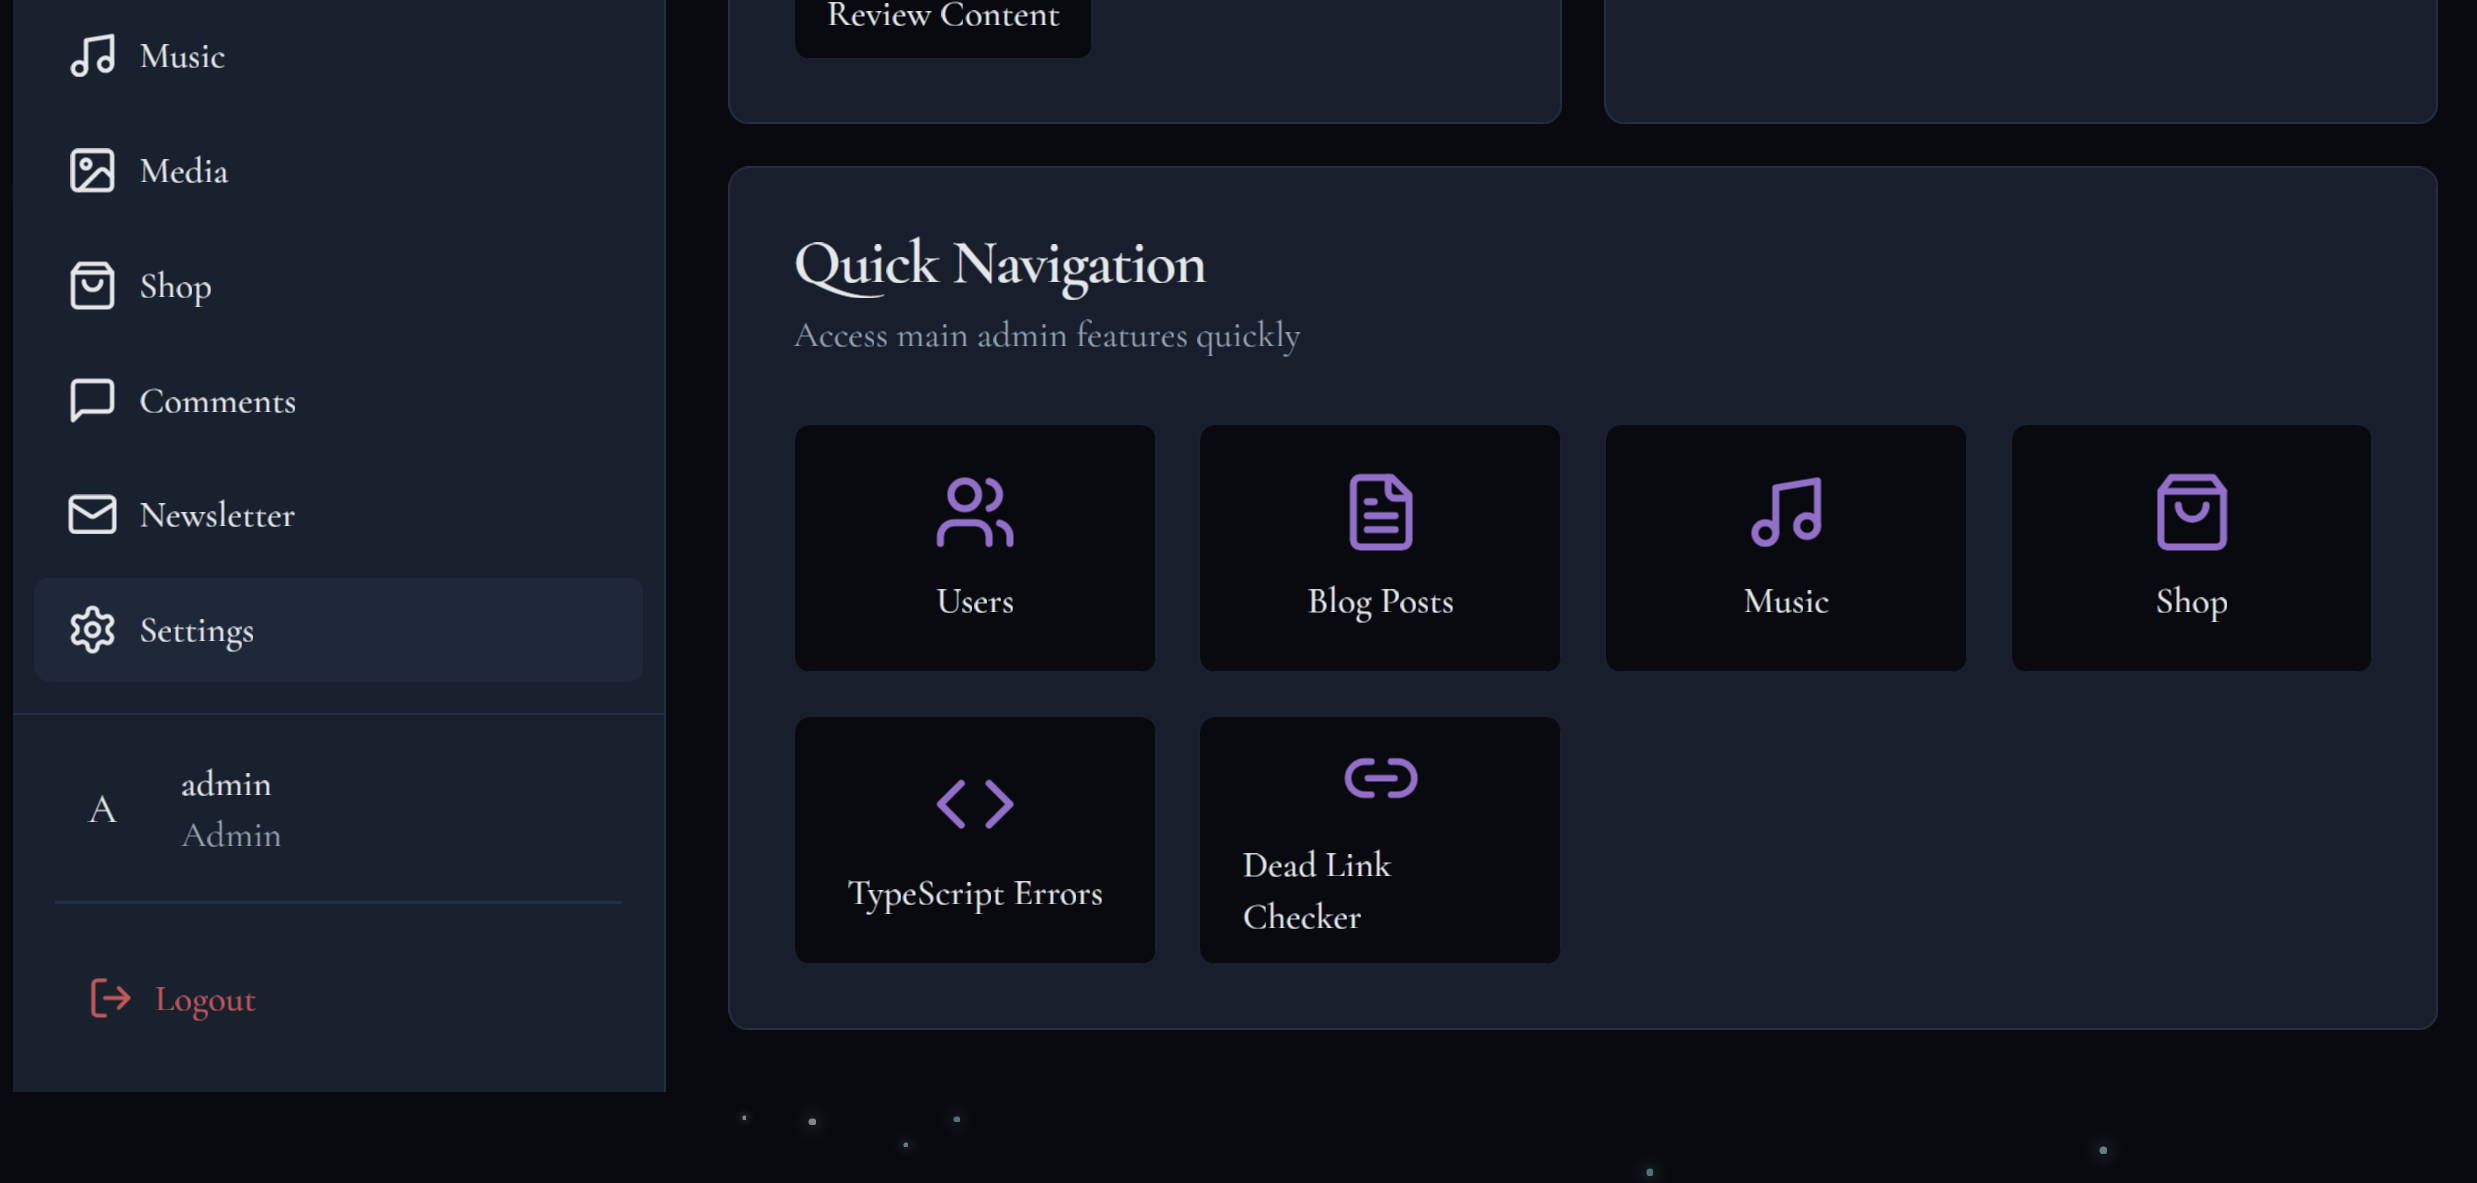 Music
Media
Shop
Comments
Newsletter
Settings
A
admin
Admin
Logout
Review Content
Quick Navigation
Access main admin features quickly
Users
Blog Posts
Music
Shop
TypeScript Errors
Dead Link
Checker